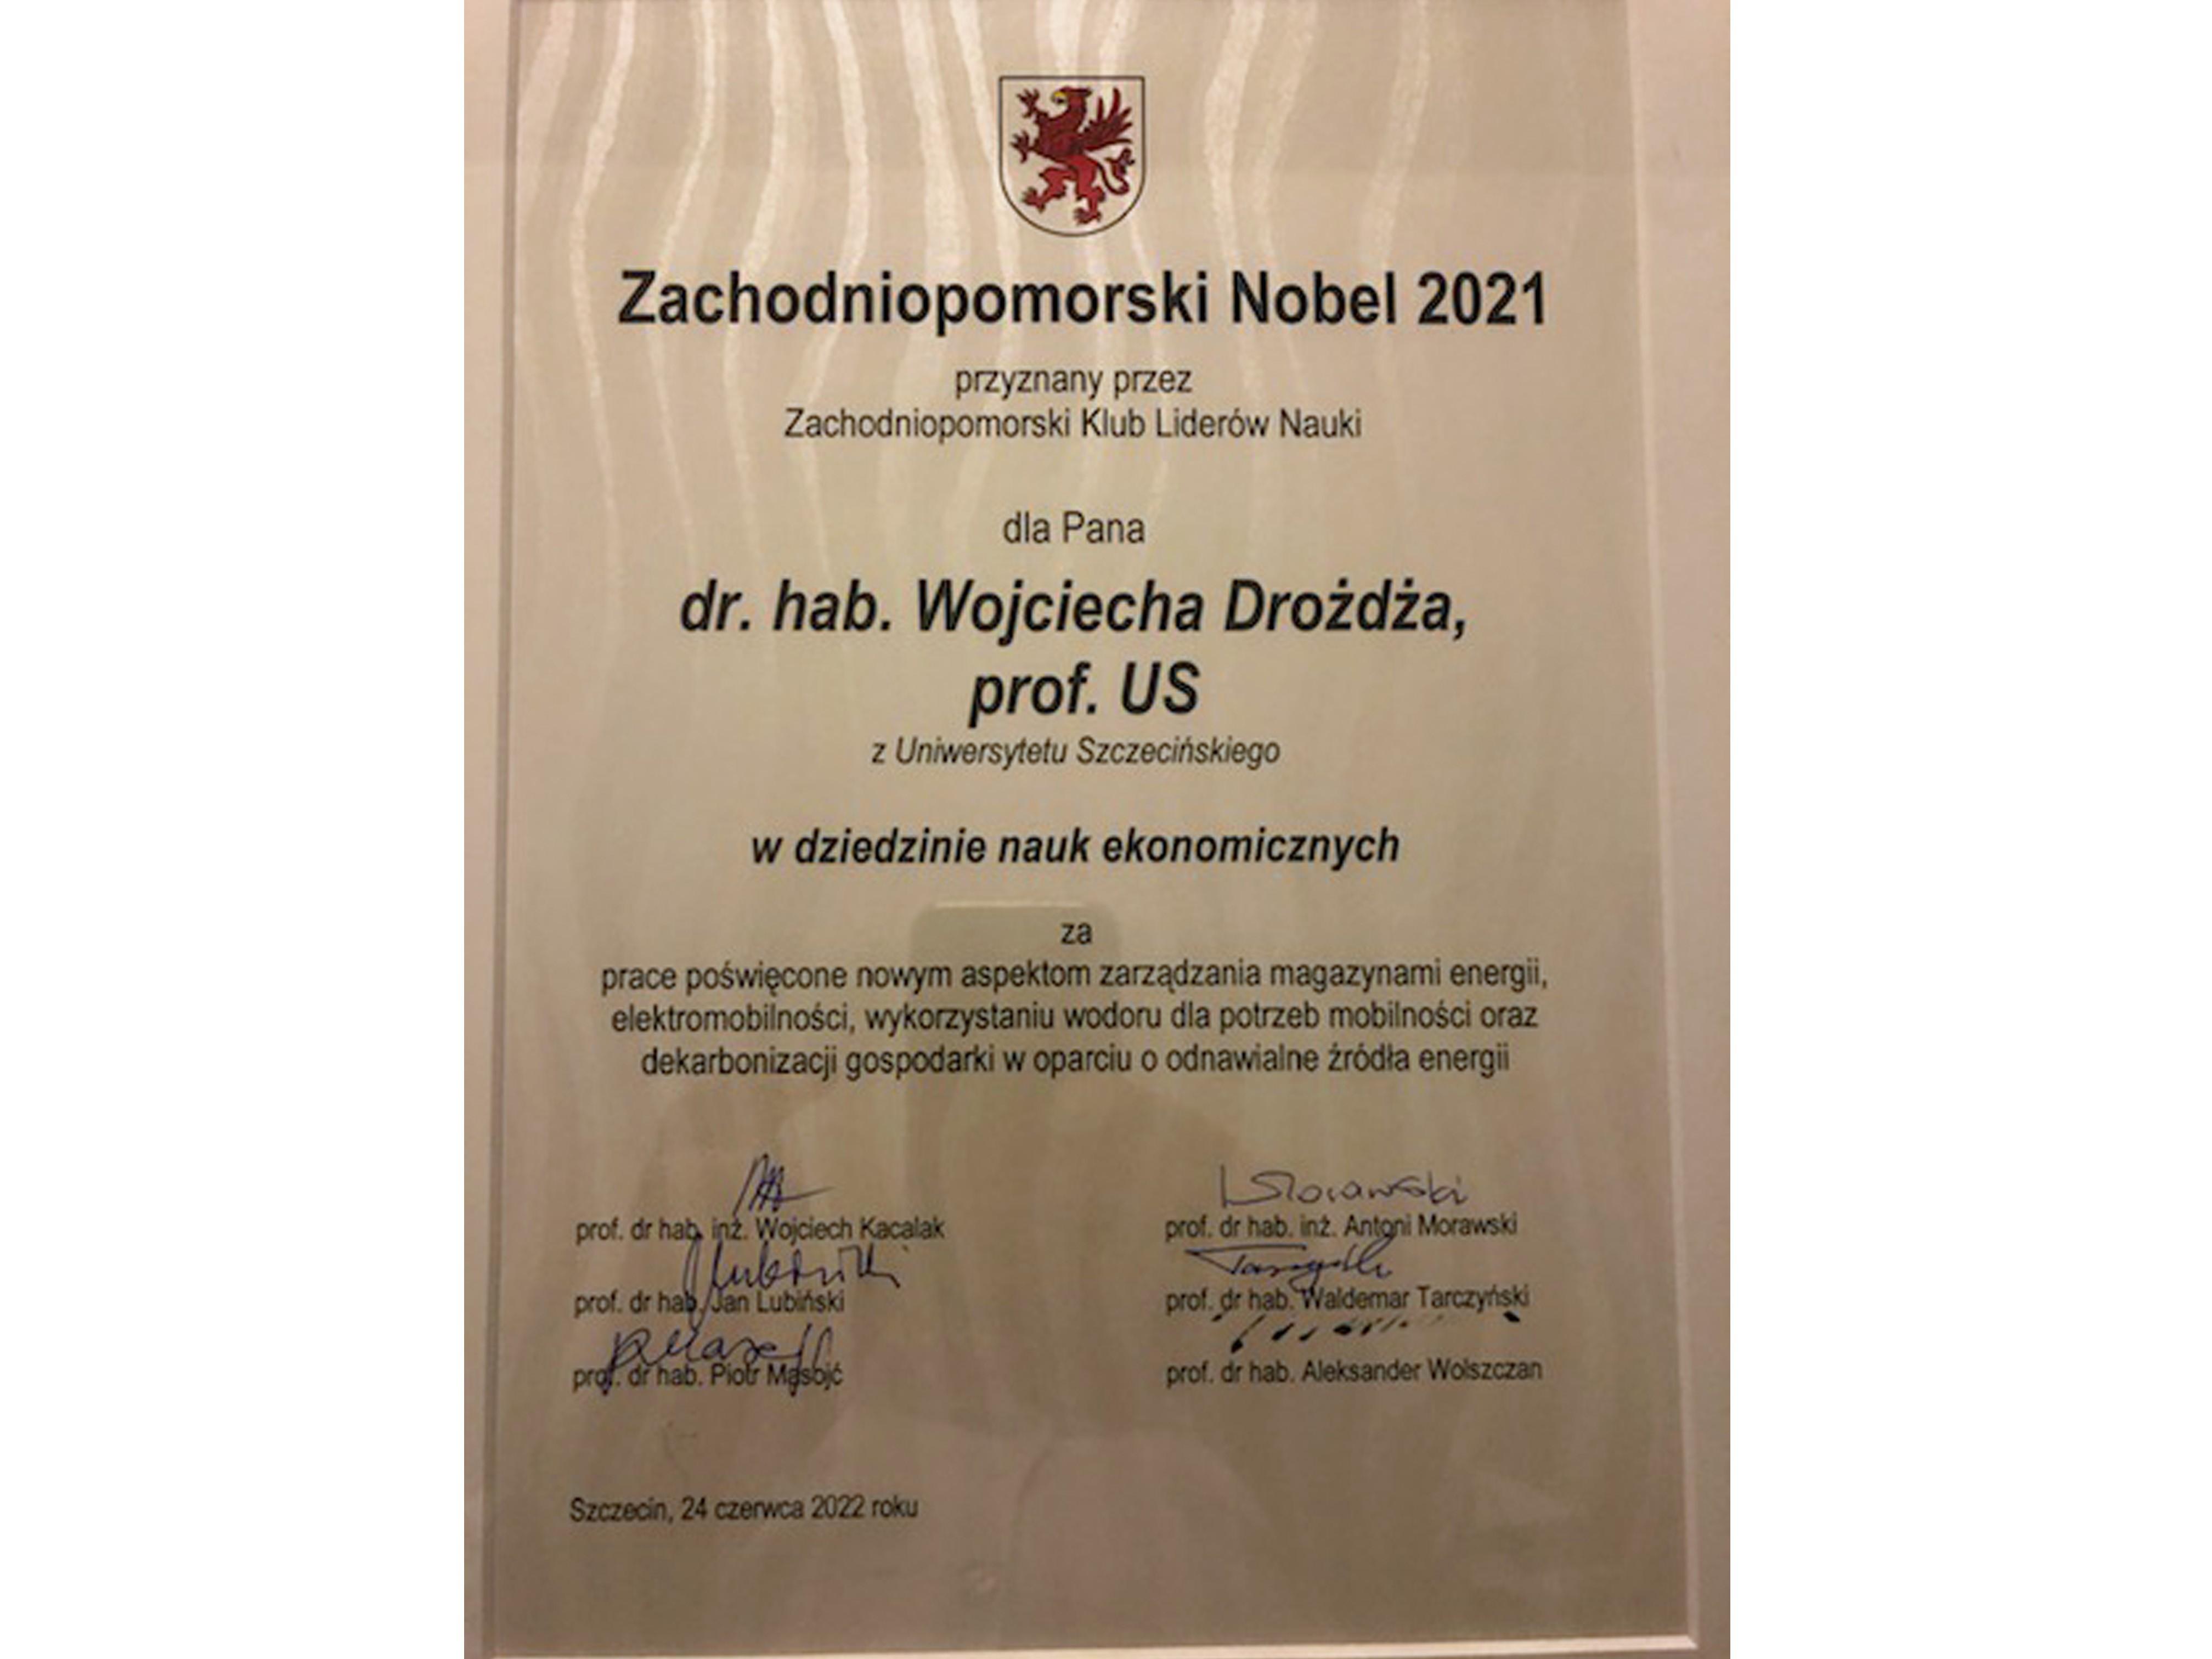 Zachodniopomorski Nobel 2021
przyznany przez
Zachodniopomorski Klub Liderów Nauki
dla Pana
dr. hab. Wojciecha Drożdża,
prof. US
z Uniwersytetu Szczecińskiego
w dziedzinie nauk ekonomicznych
za
prace poświęcone nowym aspektom zarządzania magazynami energii,
elektromobilności, wykorzystaniu wodoru dla potrzeb mobilności oraz
dekarbonizacji gospodarki w oparciu o odnawialne źródła energii
prof. dr hab. inż. Wojciech Kacalak
prof. dr hab. inż. Antoni Morawski
prof. dr hab. Jan Lubiński
prof. dr hab. Waldemar Tarczyński
prof. dr hab. Piotr Masojć
prof. dr hab. Aleksander Wolszczan
Szczecin, 24 czerwca 2022 roku